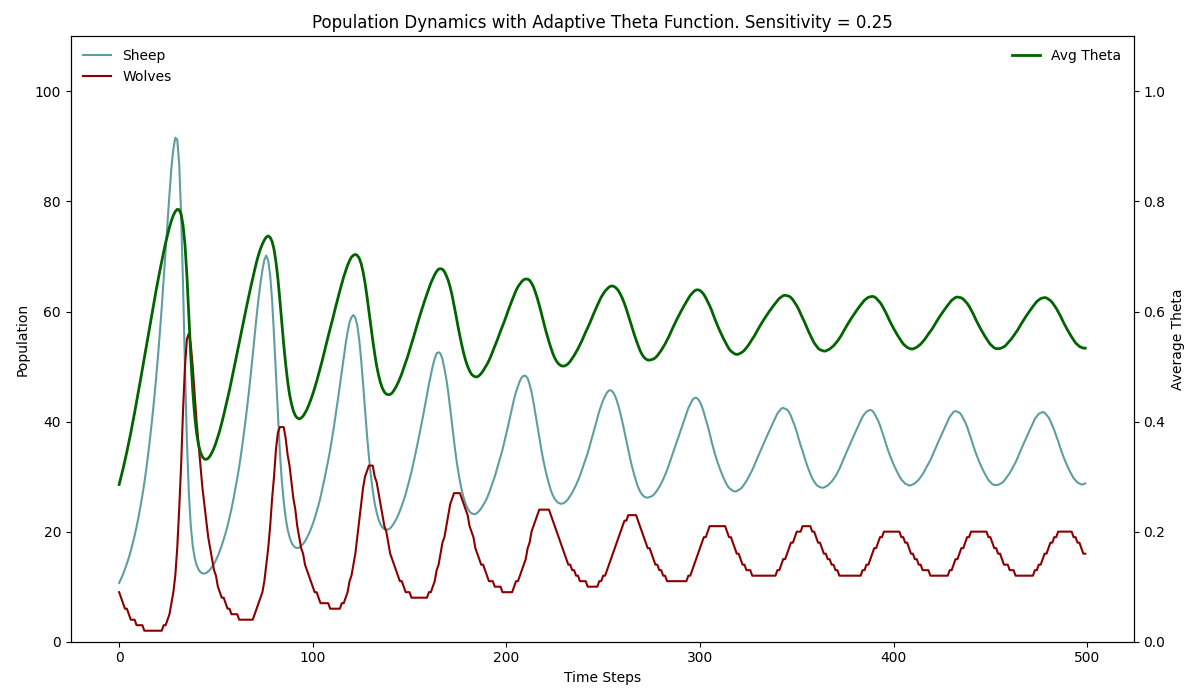 Population Dynamics with Adaptive Theta Function. Sensitivity = 0.25
Sheep
Wolves
Avg Theta
100
80
60
40
20
0
Population
1.0
0.8
0.6
0.4
0.2
0.0
Average Theta
0 100 200 300 400 500
Time Steps